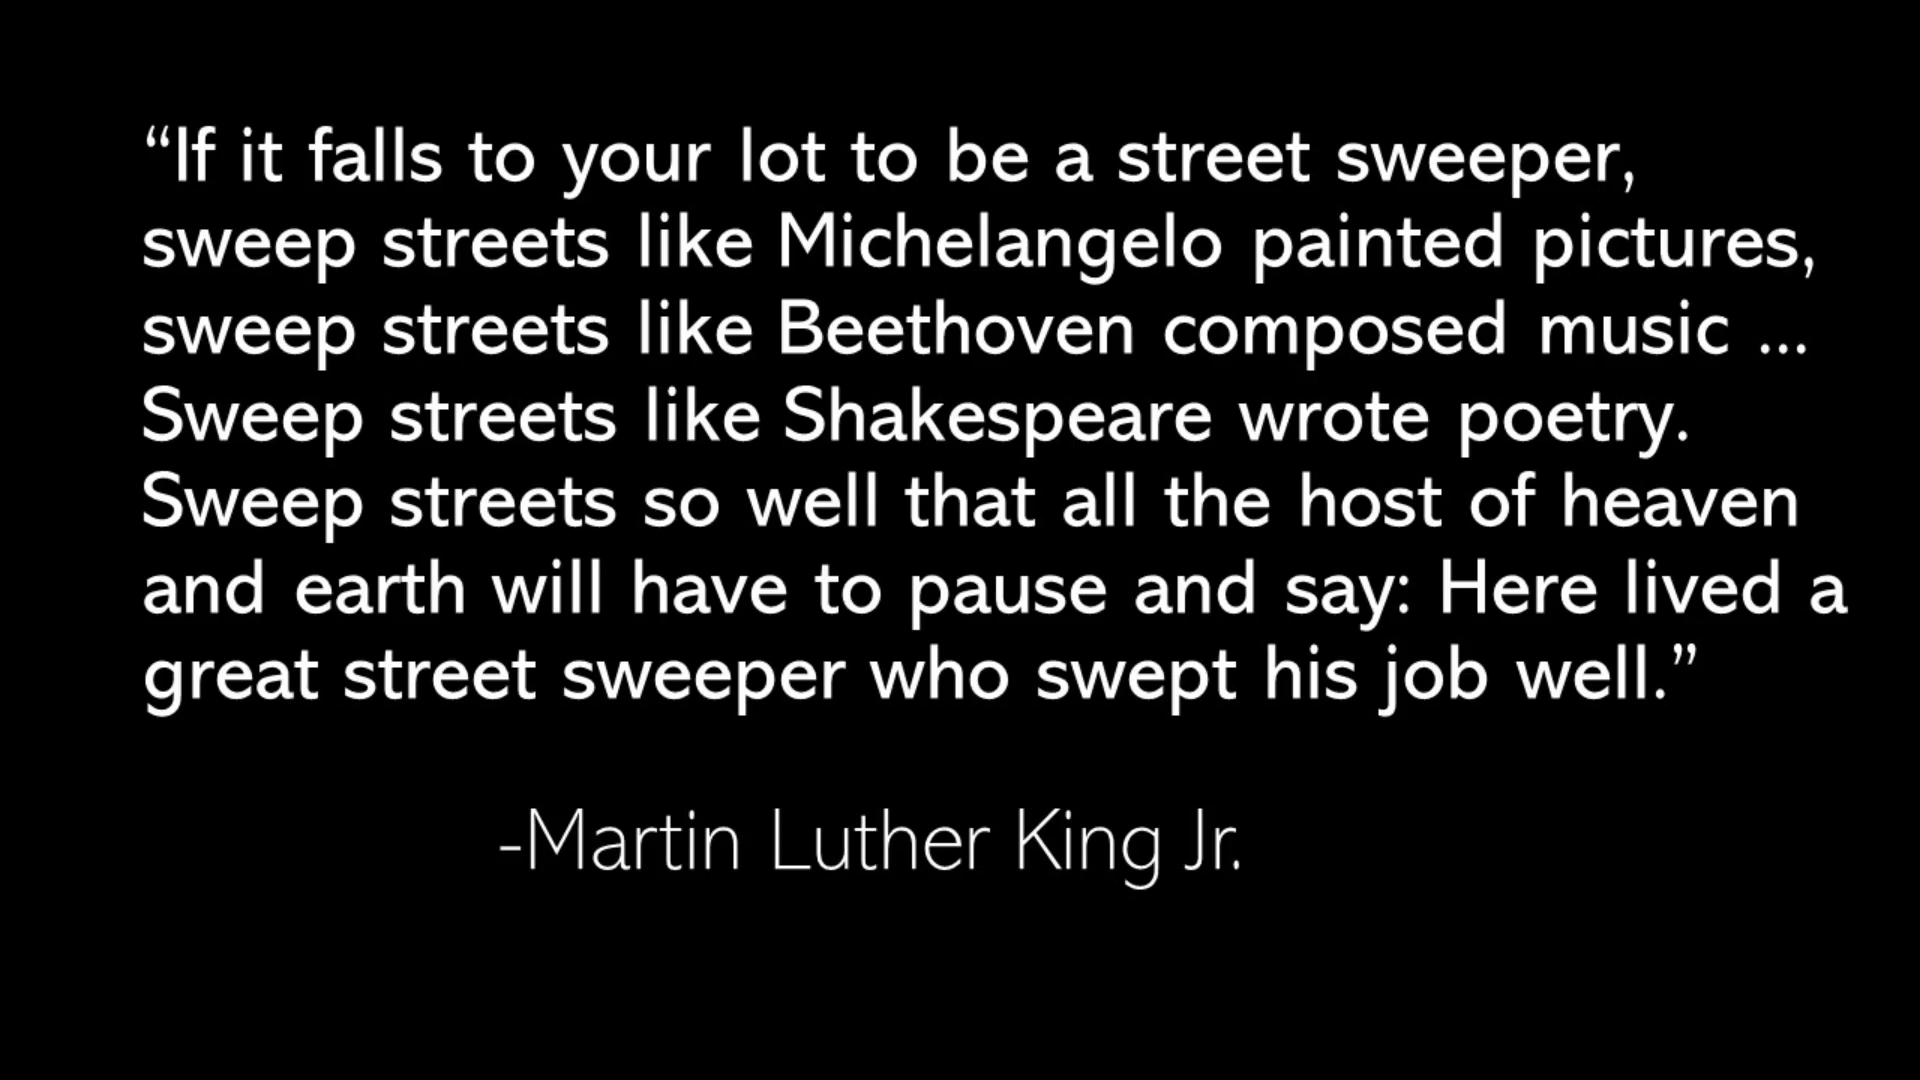 “If it falls to your lot to be a street sweeper,
sweep streets like Michelangelo painted pictures,
sweep streets like Beethoven composed music ...
Sweep streets like Shakespeare wrote poetry.
Sweep streets so well that all the host of heaven
and earth will have to pause and say: Here lived a
great street sweeper who swept his job well.”
-Martin Luther King Jr.